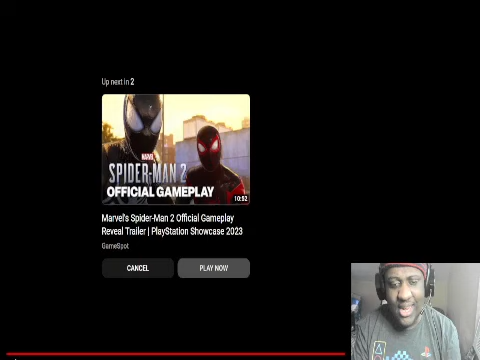 Up next in 2
MARVEL
SPIDER-MAN 2
OFFICIAL GAMEPLAY
10:52
Marvel's Spider-Man 2 Official Gameplay
Reveal Trailer | PlayStation Showcase 2023
GameSpot
CANCEL
PLAY NOW